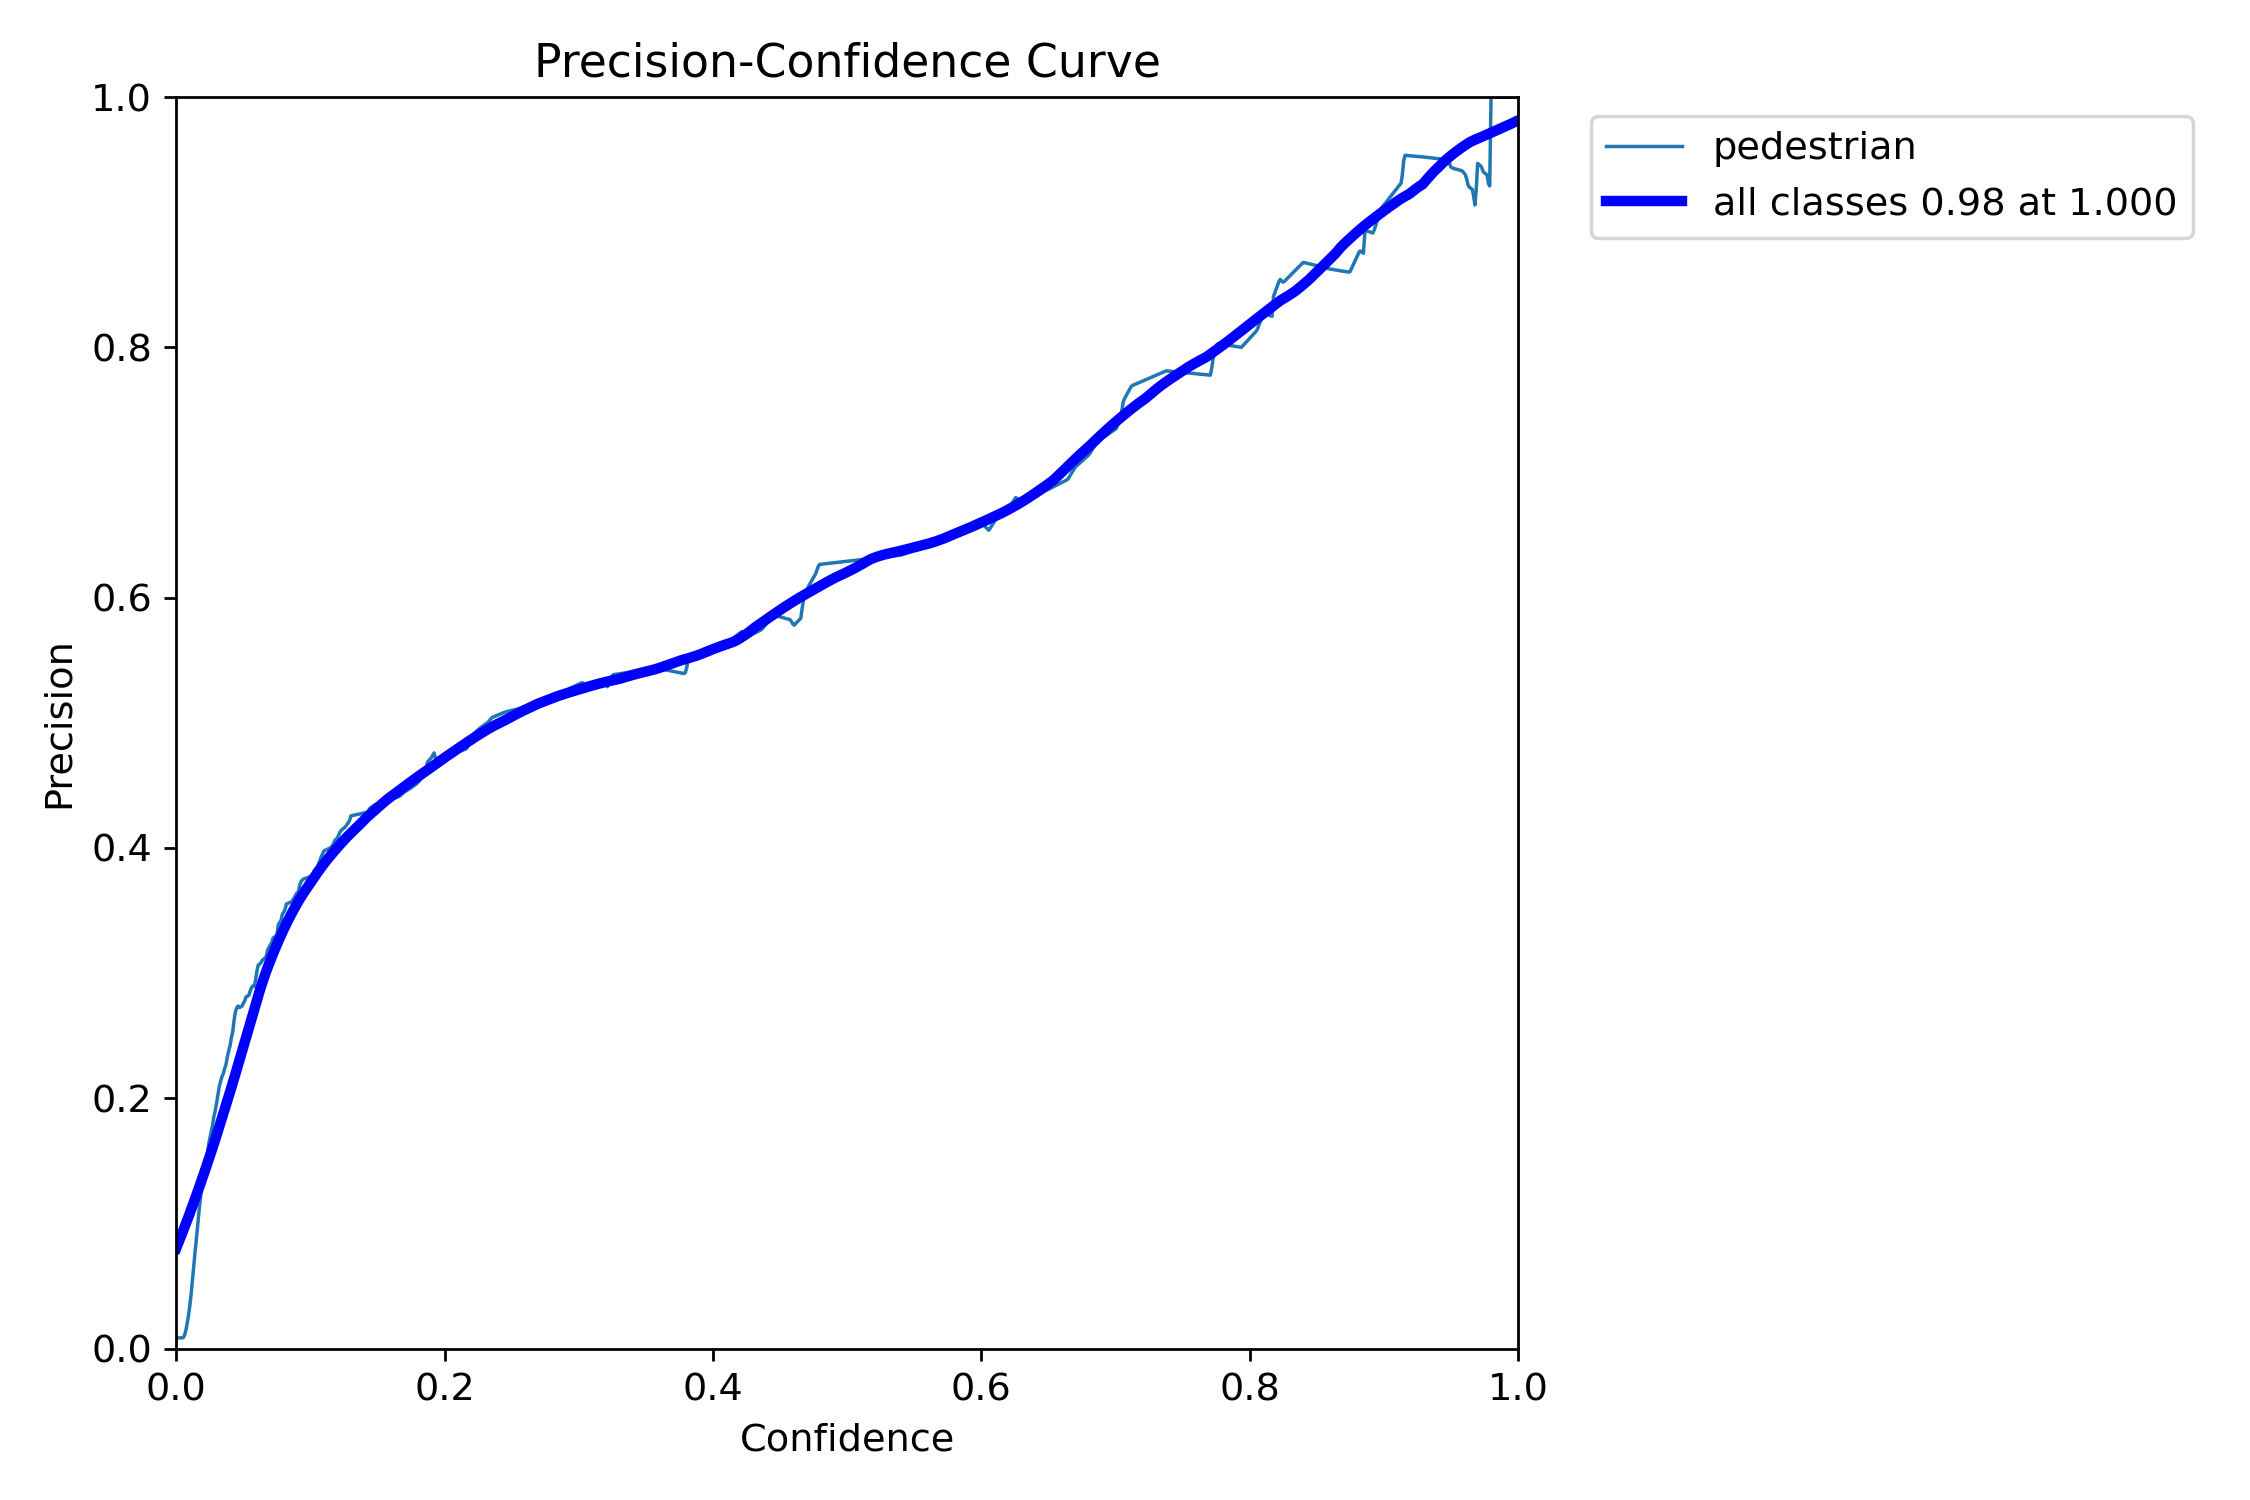 Precision-Confidence Curve
1.0
0.8
0.6
0.4
0.2
0.0
Precision
0.0 0.2 0.4 0.6 0.8 1.0
Confidence
pedestrian
all classes 0.98 at 1.000